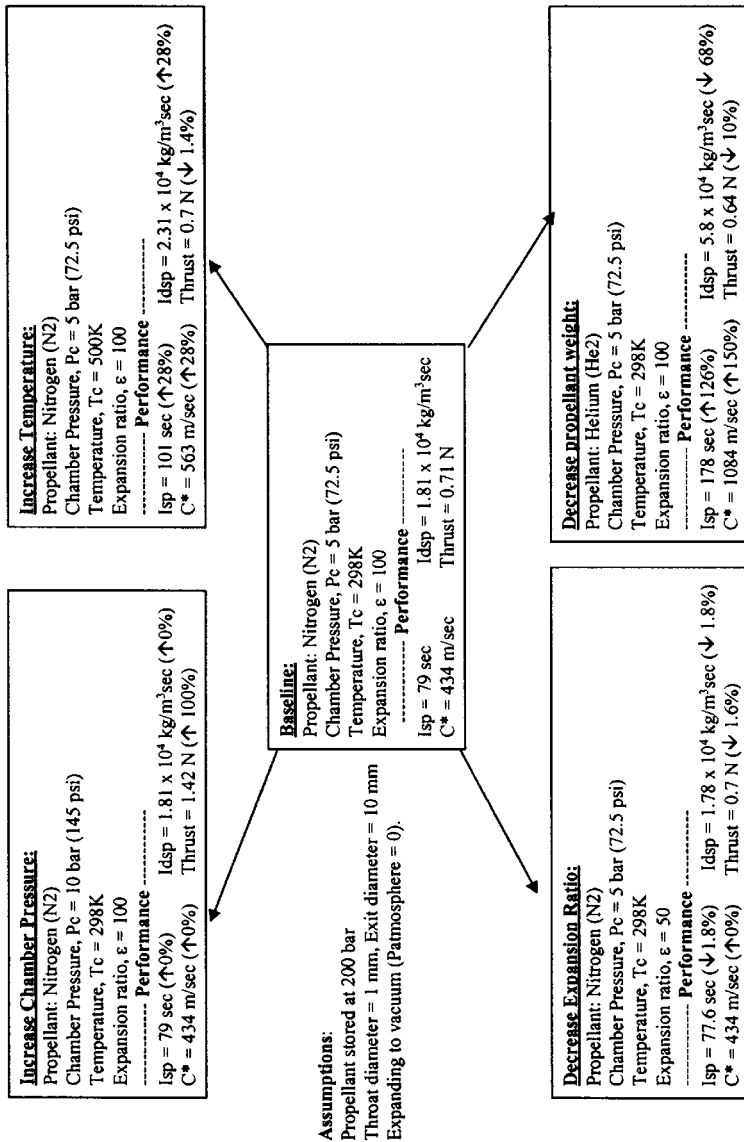 Increase Chamber Pressure:
Propellant: Nitrogen (N2)
Chamber Pressure, Pc = 10 bar (145 psi)
Temperature, Tc = 298K
Expansion ratio, ε = 100
------------ Performance ------------
Isp = 79 sec (↑0%) Idsp = 1.81 x 10⁴ kg/m³sec (↑0%)
C* = 434 m/sec (↑0%) Thrust = 1.42 N (↑ 100%)
Increase Temperature:
Propellant: Nitrogen (N2)
Chamber Pressure, Pc = 5 bar (72.5 psi)
Temperature, Tc = 500K
Expansion ratio, ε = 100
------------ Performance ------------
Isp = 101 sec (↑28%) Idsp = 2.31 x 10⁴ kg/m³sec (↑28%)
C* = 563 m/sec (↑28%) Thrust = 0.7 N (↓ 1.4%)
Assumptions:
Propellant stored at 200 bar
Throat diameter = 1 mm, Exit diameter = 10 mm
Expanding to vacuum (Patmosphere = 0).
Baseline:
Propellant: Nitrogen (N2)
Chamber Pressure, Pc = 5 bar (72.5 psi)
Temperature, Tc = 298K
Expansion ratio, ε = 100
------------ Performance ------------
Isp = 79 sec Idsp = 1.81 x 10⁴ kg/m³sec
C* = 434 m/sec Thrust = 0.71 N
Decrease Expansion Ratio:
Propellant: Nitrogen (N2)
Chamber Pressure, Pc = 5 bar (72.5 psi)
Temperature, Tc = 298K
Expansion ratio, ε = 50
------------ Performance ------------
Isp = 77.6 sec (↓1.8%) Idsp = 1.78 x 10⁴ kg/m³sec (↓ 1.8%)
C* = 434 m/sec (↑0%) Thrust = 0.7 N (↓ 1.6%)
Decrease propellant weight:
Propellant: Helium (He2)
Chamber Pressure, Pc = 5 bar (72.5 psi)
Temperature, Tc = 298K
Expansion ratio, ε = 100
------------ Performance ------------
Isp = 178 sec (↑126%) Idsp = 5.8 x 10⁴ kg/m³sec (↓ 68%)
C* = 1084 m/sec (↑150%) Thrust = 0.64 N (↓ 10%)